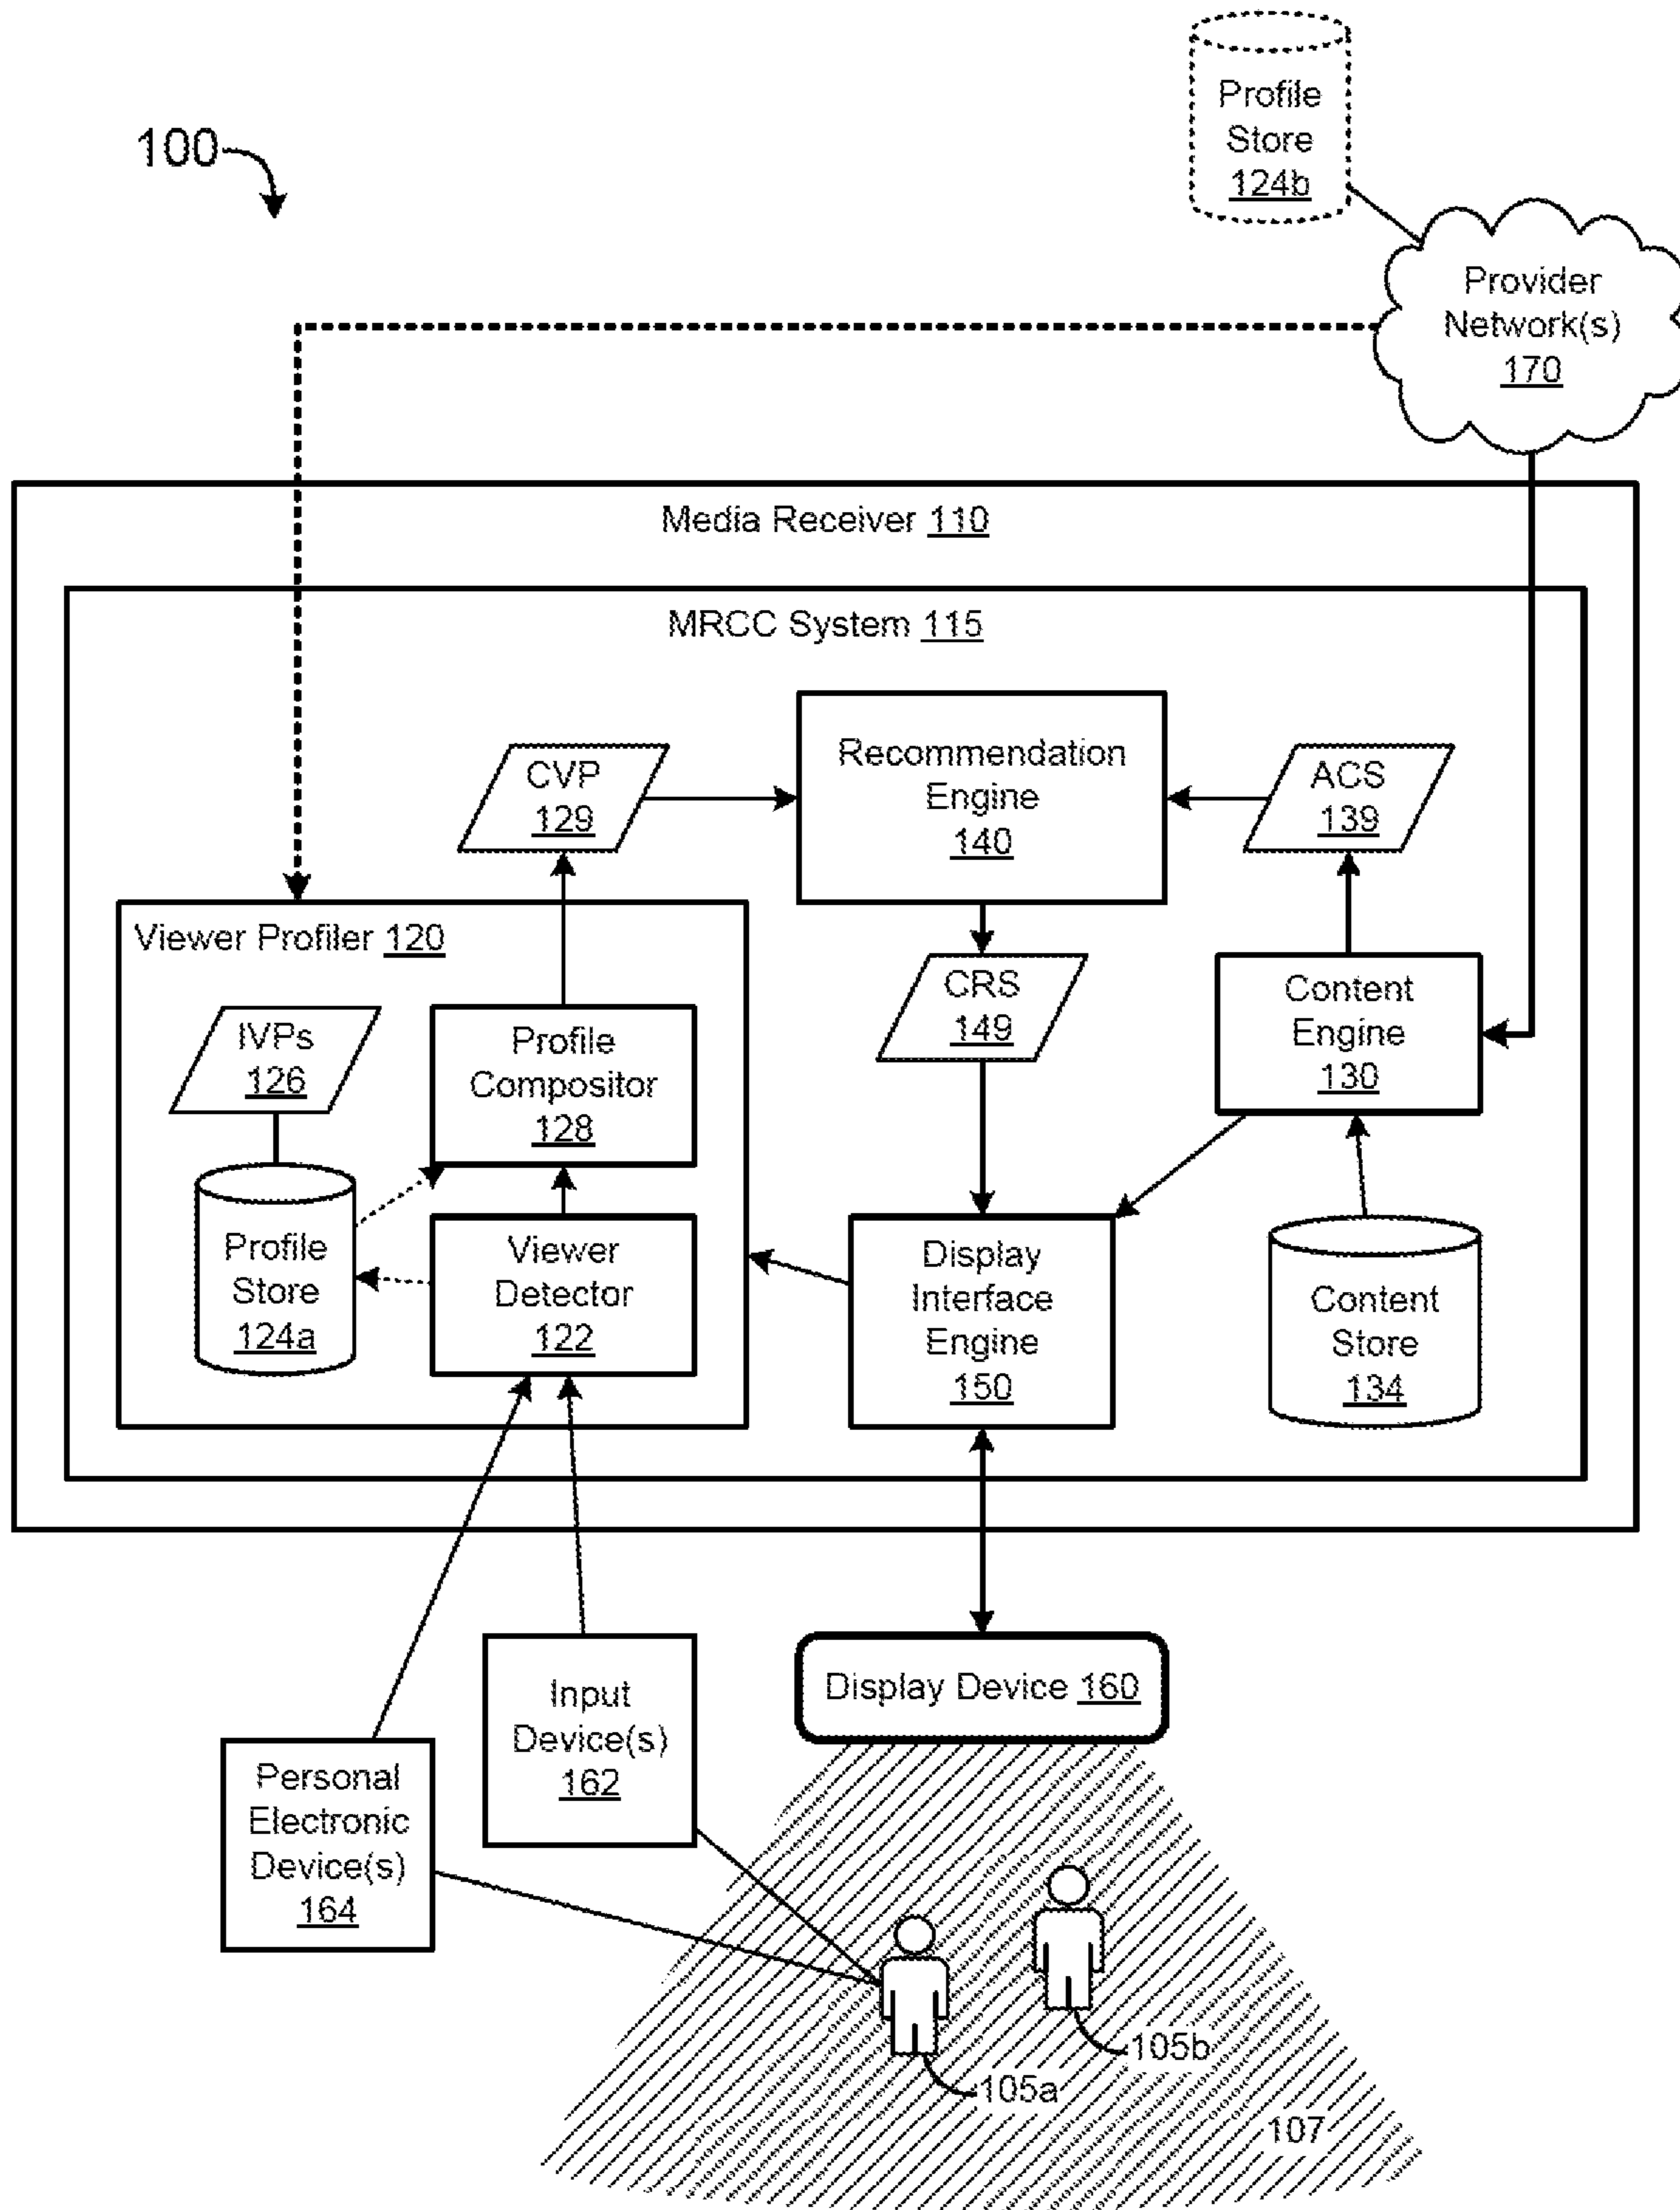 Profile
Store
124b
100
Provider
Network(s)
170
Media Receiver 110
MRCC System 115
CVP
129
Recommendation
Engine
140
ACS
139
Viewer Profiler 120
CRS
149
Content
Engine
130
IVPs
126
Profile
Compositor
128
Profile
Store
124a
Viewer
Detector
122
Display
Interface
Engine
150
Content
Store
134
Input
Device(s)
162
Display Device 160
Personal
Electronic
Device(s)
164
105b
105a
107